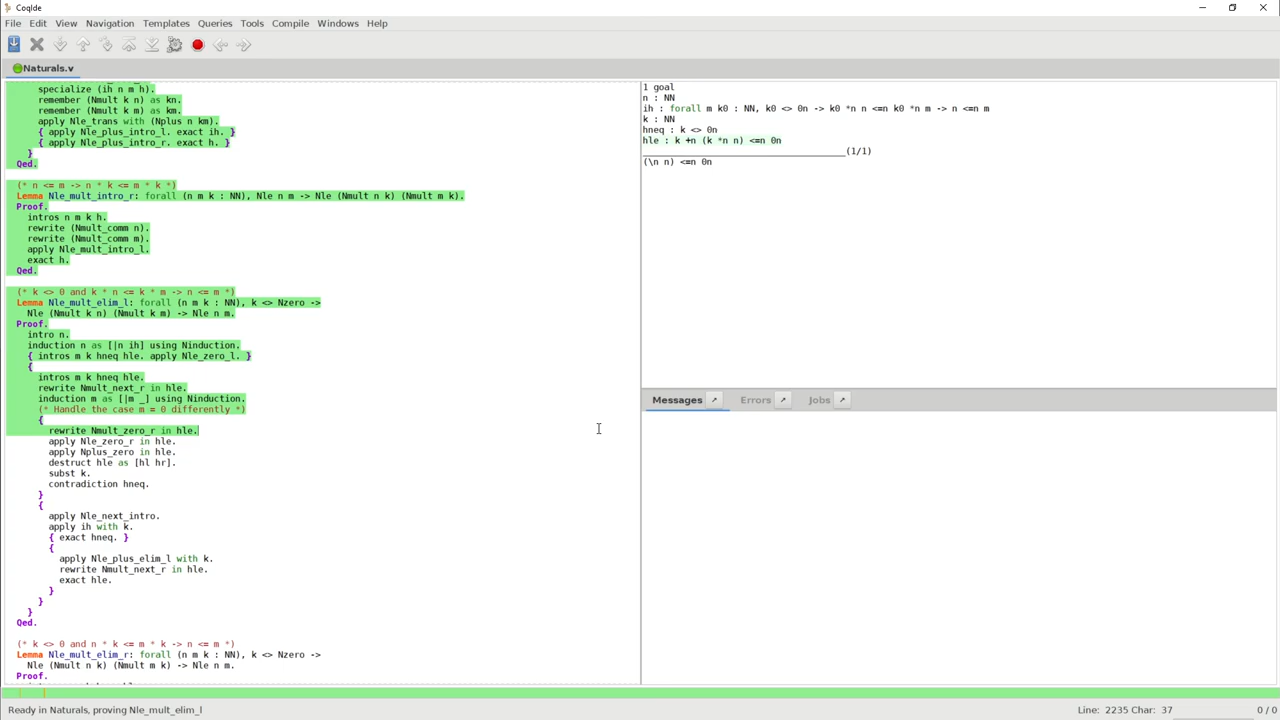 CoqIde
File Edit View Navigation Templates Queries Tools Compile Windows Help
Naturals.v
specialize (ih n m h).
remember (Nmult k n) as kn.
remember (Nmult k m) as km.
apply Nle_trans with (Nplus n km).
{ apply Nle_plus_intro_l. exact ih. }
{ apply Nle_plus_intro_r. exact h. }
}
Qed.
(* n <= m -> n * k <= m * k *)
Lemma Nle_mult_intro_r: forall (n m k : NN), Nle n m -> Nle (Nmult n k) (Nmult m k).
Proof.
intros n m k h.
rewrite (Nmult_comm n).
rewrite (Nmult_comm m).
apply Nle_mult_intro_l.
exact h.
Qed.
(* k <> 0 and k * n <= k * m -> n <= m *)
Lemma Nle_mult_elim_l: forall (n m k : NN), k <> Nzero ->
Nle (Nmult k n) (Nmult k m) -> Nle n m.
Proof.
intro n.
induction n as [|n ih] using Ninduction.
{ intros m k hneq hle. apply Nle_zero_l. }
{
intros m k hneq hle.
rewrite Nmult_next_r in hle.
induction m as [|m _] using Ninduction.
(* Handle the case m = 0 differently *)
{
rewrite Nmult_zero_r in hle.
apply Nle_zero_r in hle.
apply Nplus_zero in hle.
destruct hle as [hl hr].
subst k.
contradiction hneq.
}
{
apply Nle_next_intro.
apply ih with k.
{ exact hneq. }
{
apply Nle_plus_elim_l with k.
rewrite Nmult_next_r in hle.
exact hle.
}
}
}
Qed.
(* k <> 0 and n * k <= m * k -> n <= m *)
Lemma Nle_mult_elim_r: forall (n m k : NN), k <> Nzero ->
Nle (Nmult n k) (Nmult m k) -> Nle n m.
Proof.
1 goal
n : NN
ih : forall m k0 : NN, k0 <> 0n -> k0 *n n <=n k0 *n m -> n <=n m
k : NN
hneq : k <> 0n
hle : k +n (k *n n) <=n 0n
(1/1)
(\n n) <=n 0n
Messages Errors Jobs
Ready in Naturals, proving Nle_mult_elim_l Line: 2235 Char: 37 0 / 0